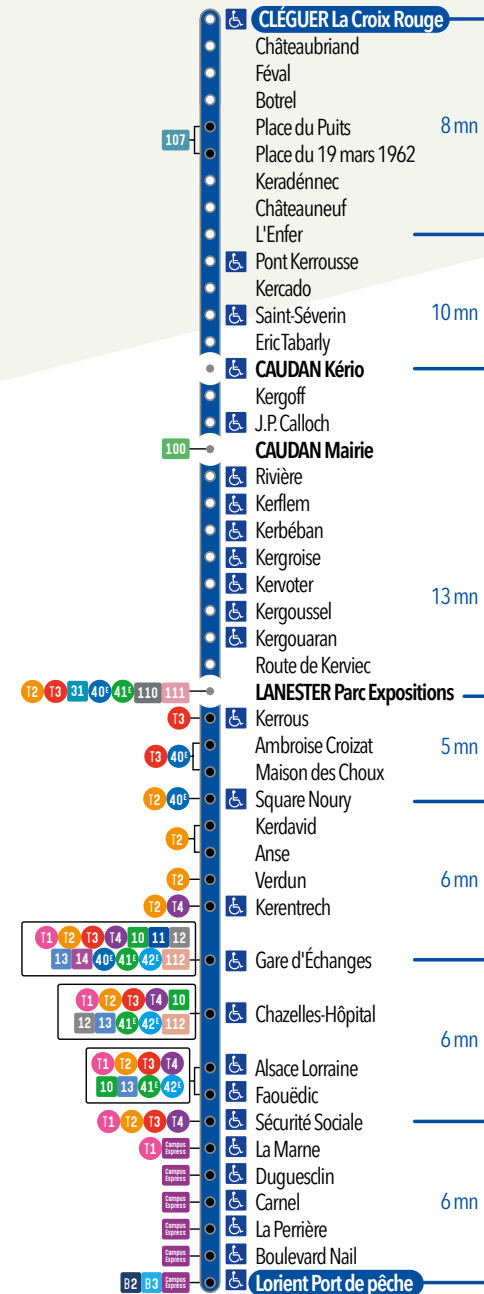 CLÉGUER La Croix Rouge
Châteaubriand
Féval
Botrel
Place du Puits
8 mn
107
Place du 19 mars 1962
Keradénnec
Châteauneuf
L'Enfer
Pont Kerrousse
Kercado
Saint-Séverin
10 mn
Eric Tabarly
CAUDAN Kério
Kergoff
J.P. Calloch
100
CAUDAN Mairie
Rivière
Kerflem
Kerbéban
Kergroise
Kervoter
13 mn
Kergoussel
Kergouaran
Route de Kerviec
T2 T3 31 40E 41E 110 111
LANESTER Parc Expositions
T3
Kerrous
Ambroise Croizat
5 mn
T3 40E
Maison des Choux
T2 40E
Square Noury
Kerdavid
T2
Anse
T2
Verdun
6 mn
T2 T4
Kerentrech
T1 T2 T3 T4 10 11 12
13 14 40E 41E 42E 112
Gare d'Échanges
T1 T2 T3 T4 10
12 13 41E 42E 112
Chazelles-Hôpital
6 mn
T1 T2 T3 T4
10 13 41E 42E
Alsace Lorraine
Faouëdic
T1 T2 T3 T4
Sécurité Sociale
T1 Campus Express
La Marne
Campus Express
Duguesclin
Campus Express
Carnel
6 mn
Campus Express
La Perrière
Campus Express
Boulevard Nail
B2 B3 Campus Express
Lorient Port de pêche